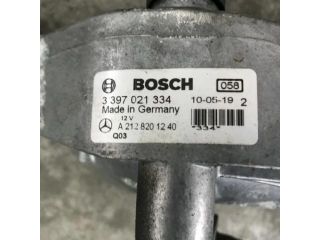 BOSCH 058
3 397 021 334 10-05-19 2
Made in Germany
12 V
A 212 820 12 40
Q03 "334"